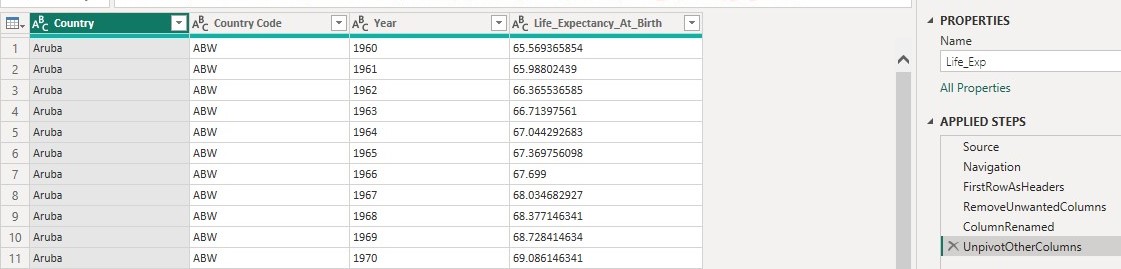 ABC Country ABC Country Code ABC Year ABC Life_Expectancy_At_Birth
1 Aruba ABW 1960 65.569365854
2 Aruba ABW 1961 65.98802439
3 Aruba ABW 1962 66.365536585
4 Aruba ABW 1963 66.71397561
5 Aruba ABW 1964 67.044292683
6 Aruba ABW 1965 67.369756098
7 Aruba ABW 1966 67.699
8 Aruba ABW 1967 68.034682927
9 Aruba ABW 1968 68.377146341
10 Aruba ABW 1969 68.728414634
11 Aruba ABW 1970 69.086146341
PROPERTIES
Name
Life_Exp
All Properties
APPLIED STEPS
Source
Navigation
FirstRowAsHeaders
RemoveUnwantedColumns
ColumnRenamed
UnpivotOtherColumns